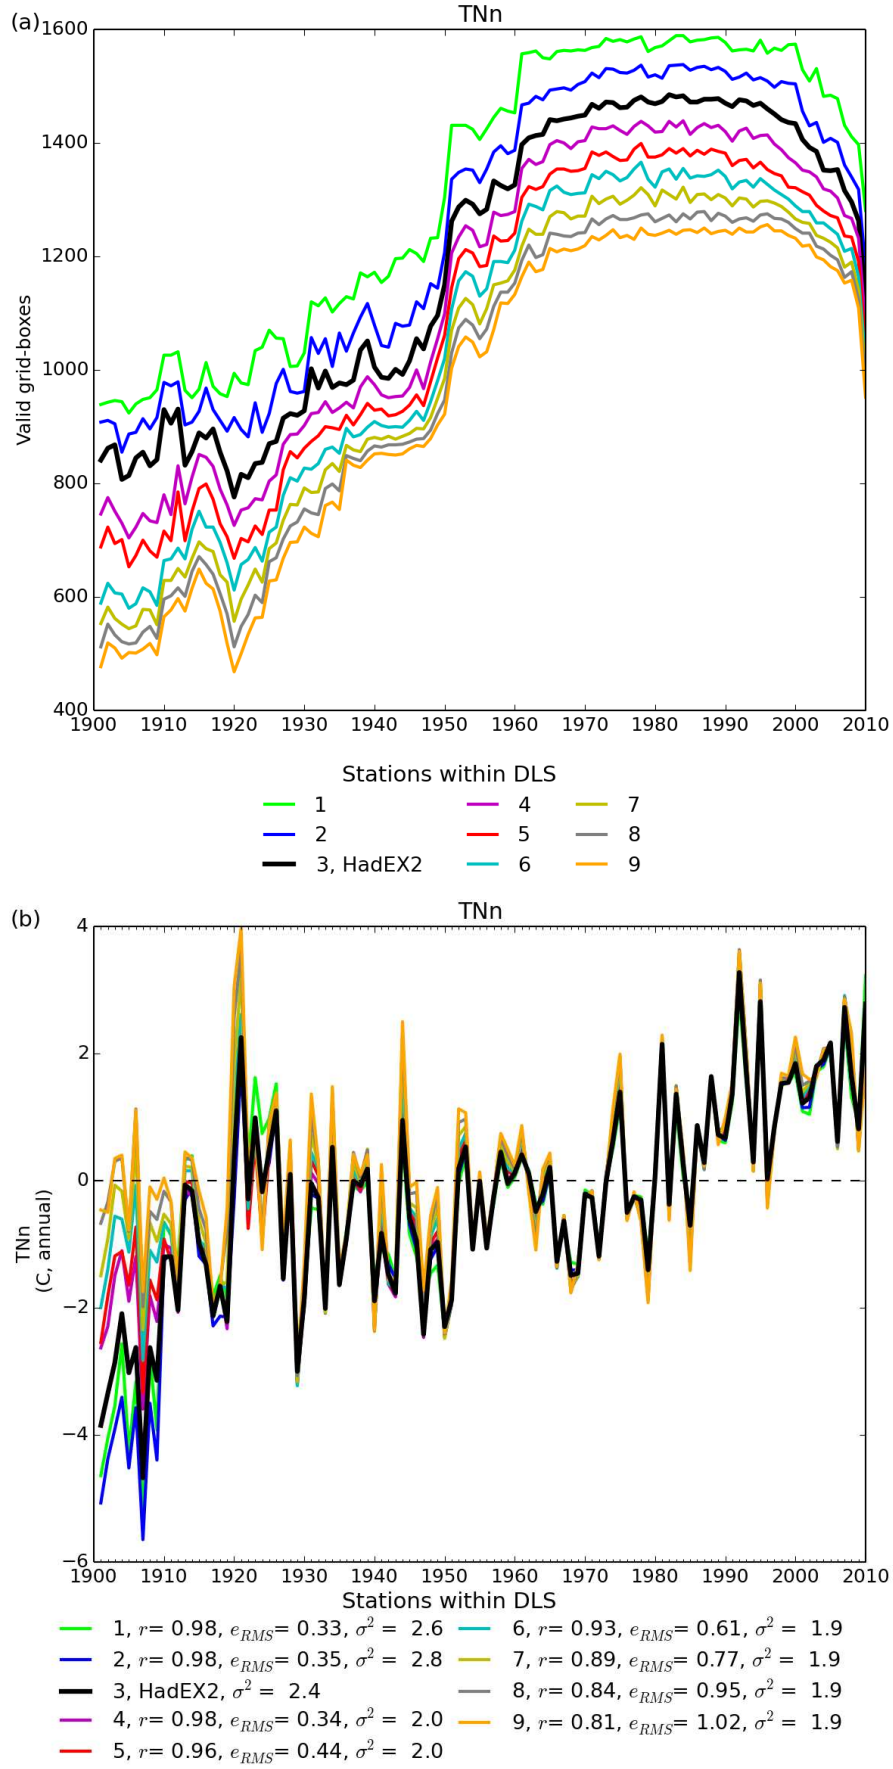 (a)
TNn
1600
1400
1200
1000
800
600
400
Valid grid-boxes
1900 1910 1920 1930 1940 1950 1960 1970 1980 1990 2000 2010
Stations within DLS
1 4 7
2 5 8
3, HadEX2 6 9
(b)
TNn
4
2
0
−2
−4
−6
TNn
(C, annual)
1900 1910 1920 1930 1940 1950 1960 1970 1980 1990 2000 2010
Stations within DLS
1, r= 0.98, e_RMS= 0.33, σ² = 2.6
2, r= 0.98, e_RMS= 0.35, σ² = 2.8
3, HadEX2, σ² = 2.4
4, r= 0.98, e_RMS= 0.34, σ² = 2.0
5, r= 0.96, e_RMS= 0.44, σ² = 2.0
6, r= 0.93, e_RMS= 0.61, σ² = 1.9
7, r= 0.89, e_RMS= 0.77, σ² = 1.9
8, r= 0.84, e_RMS= 0.95, σ² = 1.9
9, r= 0.81, e_RMS= 1.02, σ² = 1.9